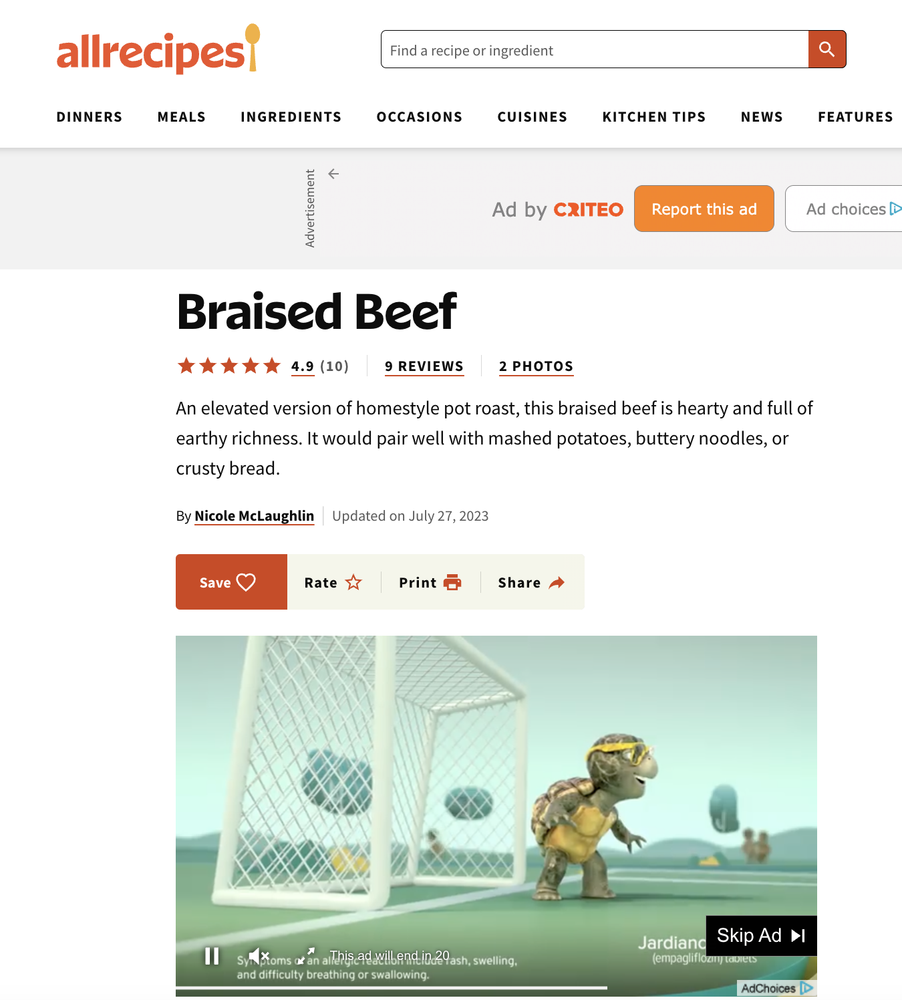 allrecipes
Find a recipe or ingredient
DINNERS MEALS INGREDIENTS OCCASIONS CUISINES KITCHEN TIPS NEWS FEATURES
Advertisement
Ad by CRITEO
Report this ad
Ad choices
Braised Beef
4.9 (10) 9 REVIEWS 2 PHOTOS
An elevated version of homestyle pot roast, this braised beef is hearty and full of
earthy richness. It would pair well with mashed potatoes, buttery noodles, or
crusty bread.
By Nicole McLaughlin Updated on July 27, 2023
Save Rate Print Share
Skip Ad
Jardianc
(empagliflozin) tablets
This ad will end in 20
Symptoms of an allergic reaction include rash, swelling,
and difficulty breathing or swallowing.
AdChoices